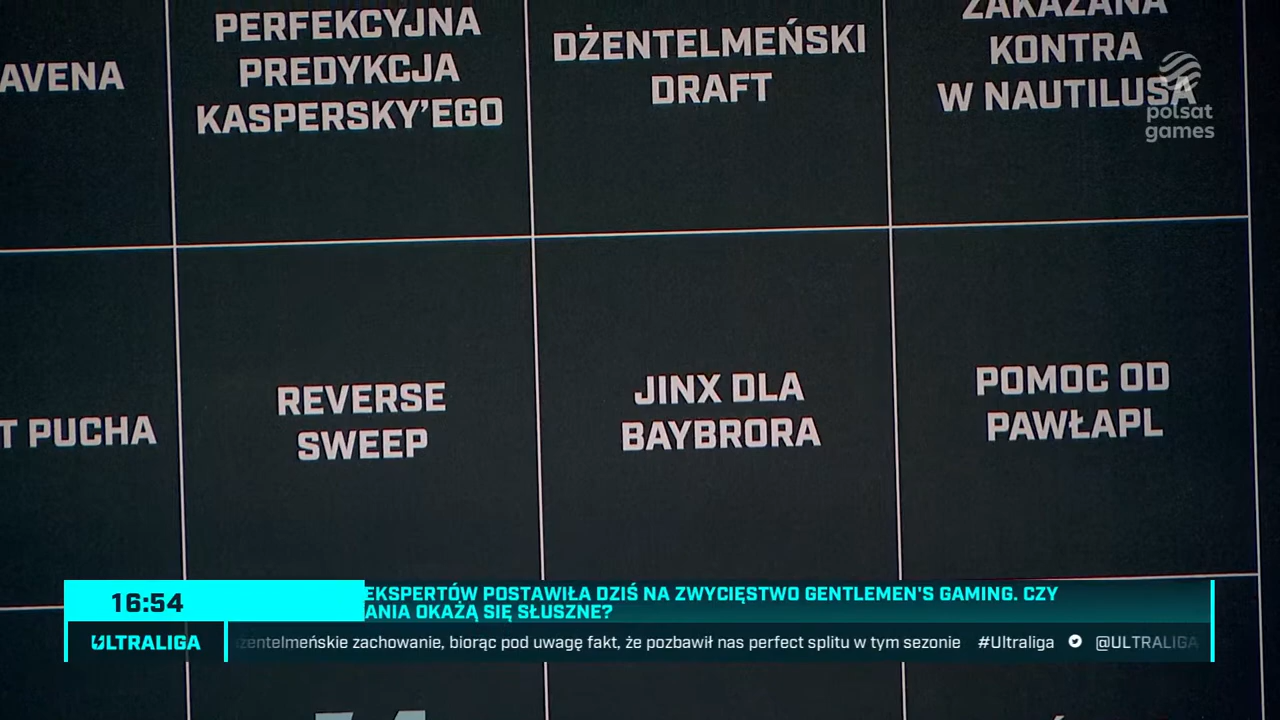 AVENA
PERFEKCYJNA
PREDYKCJA
KASPERSKY'EGO
DŻENTELMEŃSKI
DRAFT
ZAKAZANA
KONTRA
W NAUTILUSA
polsat
games
T PUCHA
REVERSE
SWEEP
JINX DLA
BAYBRORA
POMOC OD
PAWŁAPL
16:54
EKSPERTÓW POSTAWIŁA DZIŚ NA ZWYCIĘSTWO GENTLEMEN'S GAMING. CZY
ANIA OKAŻĄ SIĘ SŁUSZNE?
ULTRALIGA
żentelmeńskie zachowanie, biorąc pod uwagę fakt, że pozbawił nas perfect splitu w tym sezonie #Ultraliga @ULTRALIGA